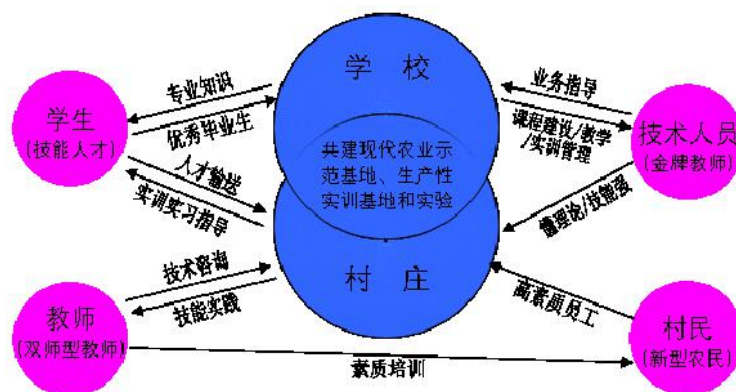 学 校
专业知识
业务指导
学生
(技能人才)
优秀毕业生
课程建设/教学
/实训管理
技术人员
(金牌教师)
共建现代农业示
范基地、生产性
实训基地和实验
人才输送
实训实习指导
懂理论/技能强
技术咨询
村 庄
高素质员工
教师
(双师型教师)
技能实践
村民
(新型农民)
素质培训